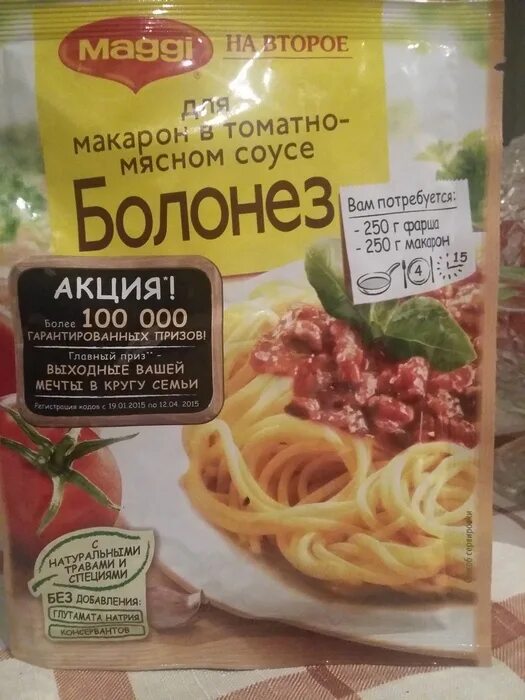 Maggi
НА ВТОРОЕ
для
макарон в томатно-
мясном соусе
Болонез
Вам потребуется:
- 250 г фарша
- 250 г макарон
4
15
АКЦИЯ*!
Более 100 000
ГАРАНТИРОВАННЫХ ПРИЗОВ!
Главный приз** -
ВЫХОДНЫЕ ВАШЕЙ
МЕЧТЫ В КРУГУ СЕМЬИ
Регистрация кодов с 19.01.2015 по 12.04. 2015
С
НАТУРАЛЬНЫМИ
ТРАВАМИ И
СПЕЦИЯМИ
БЕЗ ДОБАВЛЕНИЯ:
ГЛУТАМАТА НАТРИЯ
КОНСЕРВАНТОВ
сервировки